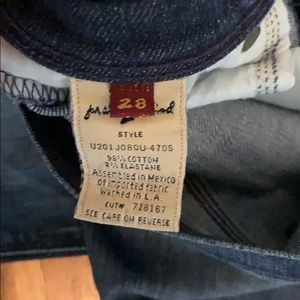 28
STYLE
U201J080U-470S
98% COTTON
2% ELASTANE
Assembled in Mexico
of imported fabric
Washed in L.A.
CUT# 718167
SEE CARE ON REVERSE